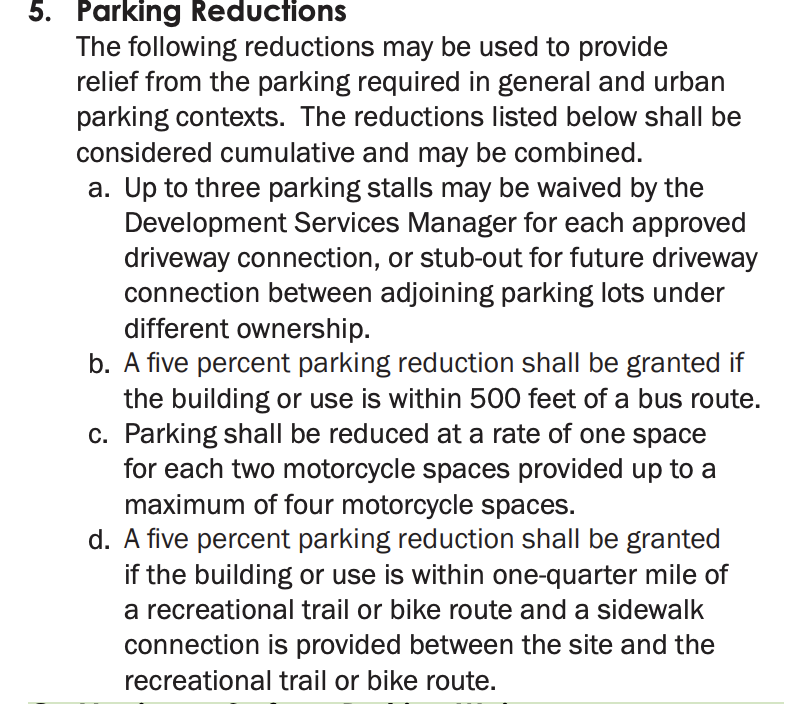 5. Parking Reductions
The following reductions may be used to provide
relief from the parking required in general and urban
parking contexts.  The reductions listed below shall be
considered cumulative and may be combined.
a. Up to three parking stalls may be waived by the
Development Services Manager for each approved
driveway connection, or stub-out for future driveway
connection between adjoining parking lots under
different ownership.
b. A five percent parking reduction shall be granted if
the building or use is within 500 feet of a bus route.
c. Parking shall be reduced at a rate of one space
for each two motorcycle spaces provided up to a
maximum of four motorcycle spaces.
d. A five percent parking reduction shall be granted
if the building or use is within one-quarter mile of
a recreational trail or bike route and a sidewalk
connection is provided between the site and the
recreational trail or bike route.